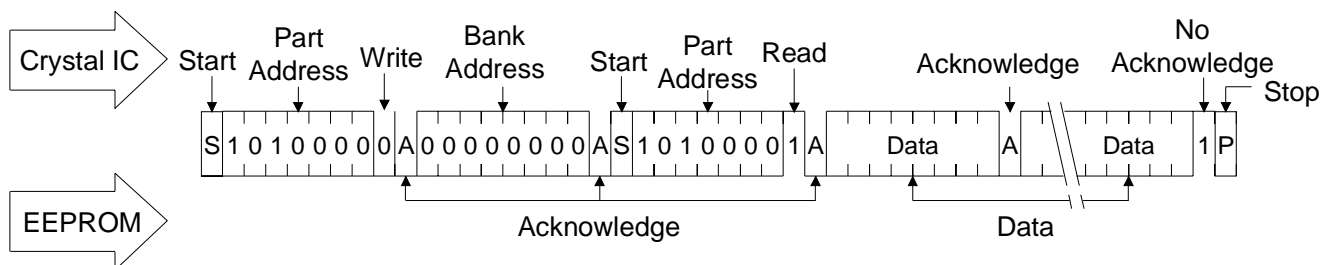 Crystal IC
Start
Part
Address
Write
Bank
Address
Start
Part
Address
Read
Acknowledge
No
Acknowledge
Stop
S 1 0 1 0 0 0 0 0 A 0 0 0 0 0 0 0 0 A S 1 0 1 0 0 0 0 1 A Data A Data 1 P
EEPROM
Acknowledge
Data